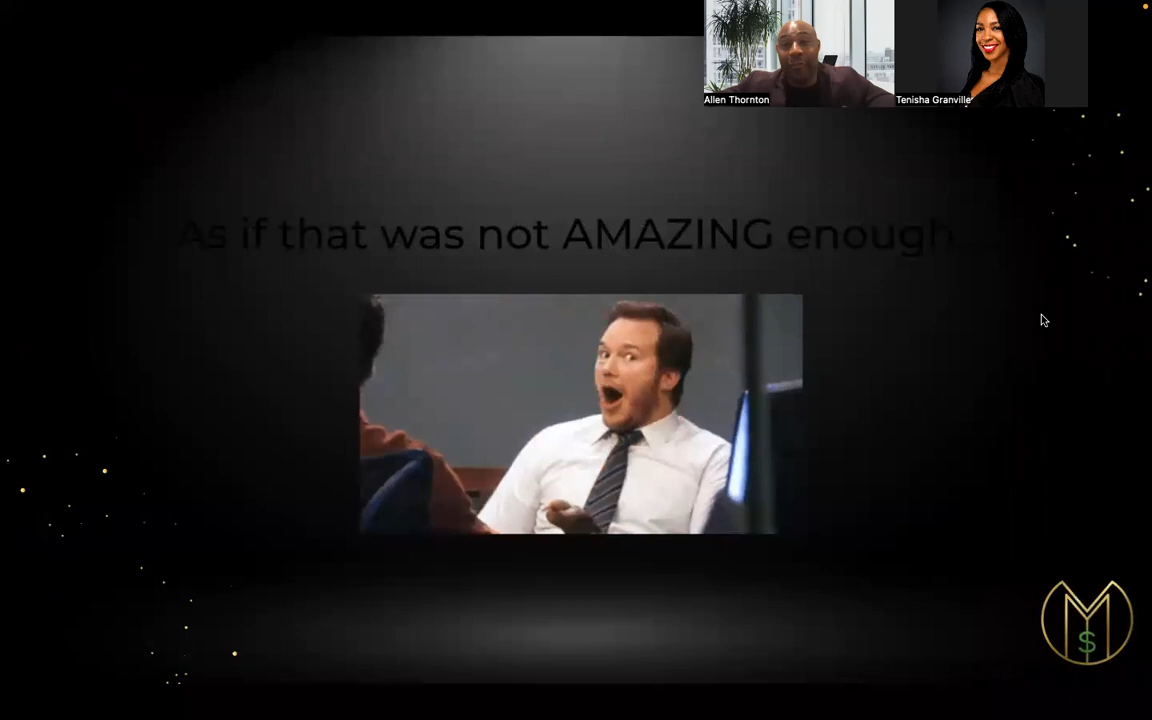 Allen Thornton
Tenisha Granville
As if that was not AMAZING enough...
M
$